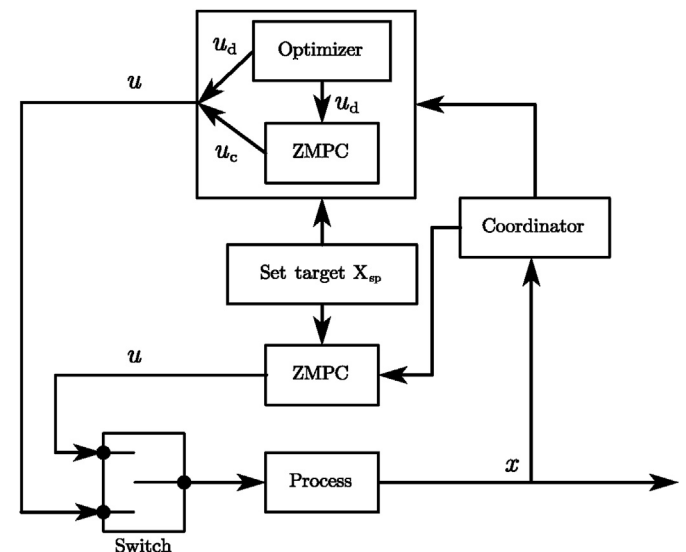 u_d
Optimizer
u
u_d
u_c
ZMPC
Coordinator
Set target X_sp
u
ZMPC
x
Process
Switch